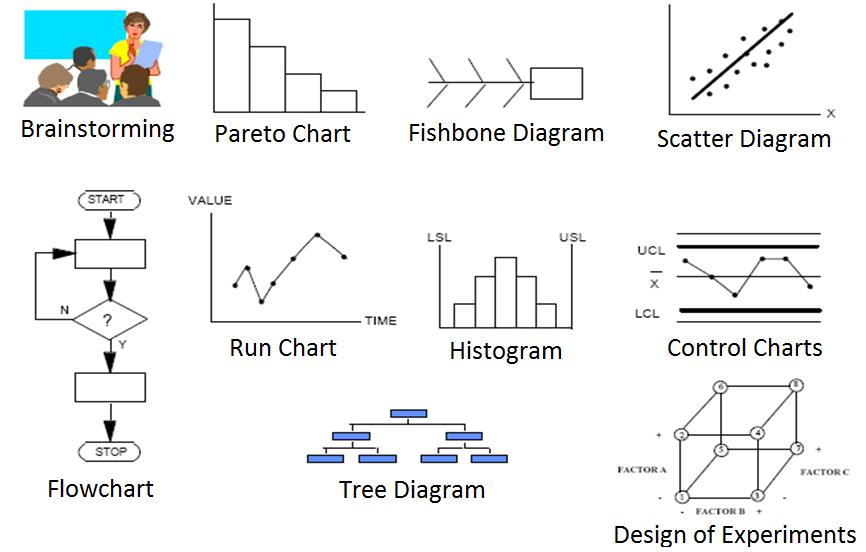 Brainstorming
Pareto Chart
Fishbone Diagram
X
Scatter Diagram
START
N
?
Y
STOP
Flowchart
VALUE
TIME
Run Chart
LSL
USL
Histogram
UCL
X
LCL
Control Charts
Tree Diagram
6
8
+
2
4
5
7
+
FACTOR A
FACTOR C
-
1
3
-
-
FACTOR B
+
Design of Experiments